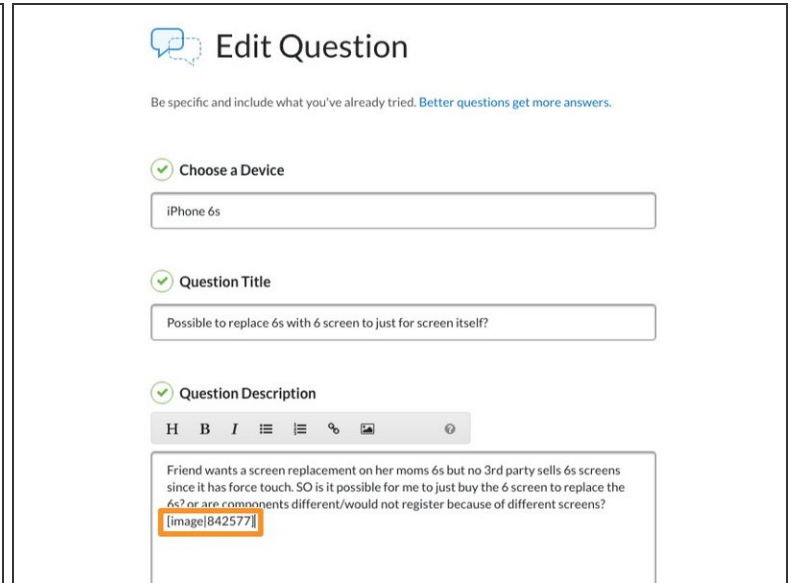 Edit Question
Be specific and include what you've already tried. Better questions get more answers.
Choose a Device
iPhone 6s
Question Title
Possible to replace 6s with 6 screen to just for screen itself?
Question Description
H B I
Friend wants a screen replacement on her moms 6s but no 3rd party sells 6s screens
since it has force touch. SO is it possible for me to just buy the 6 screen to replace the
6s? or are components different/would not register because of different screens?
[image|842577]